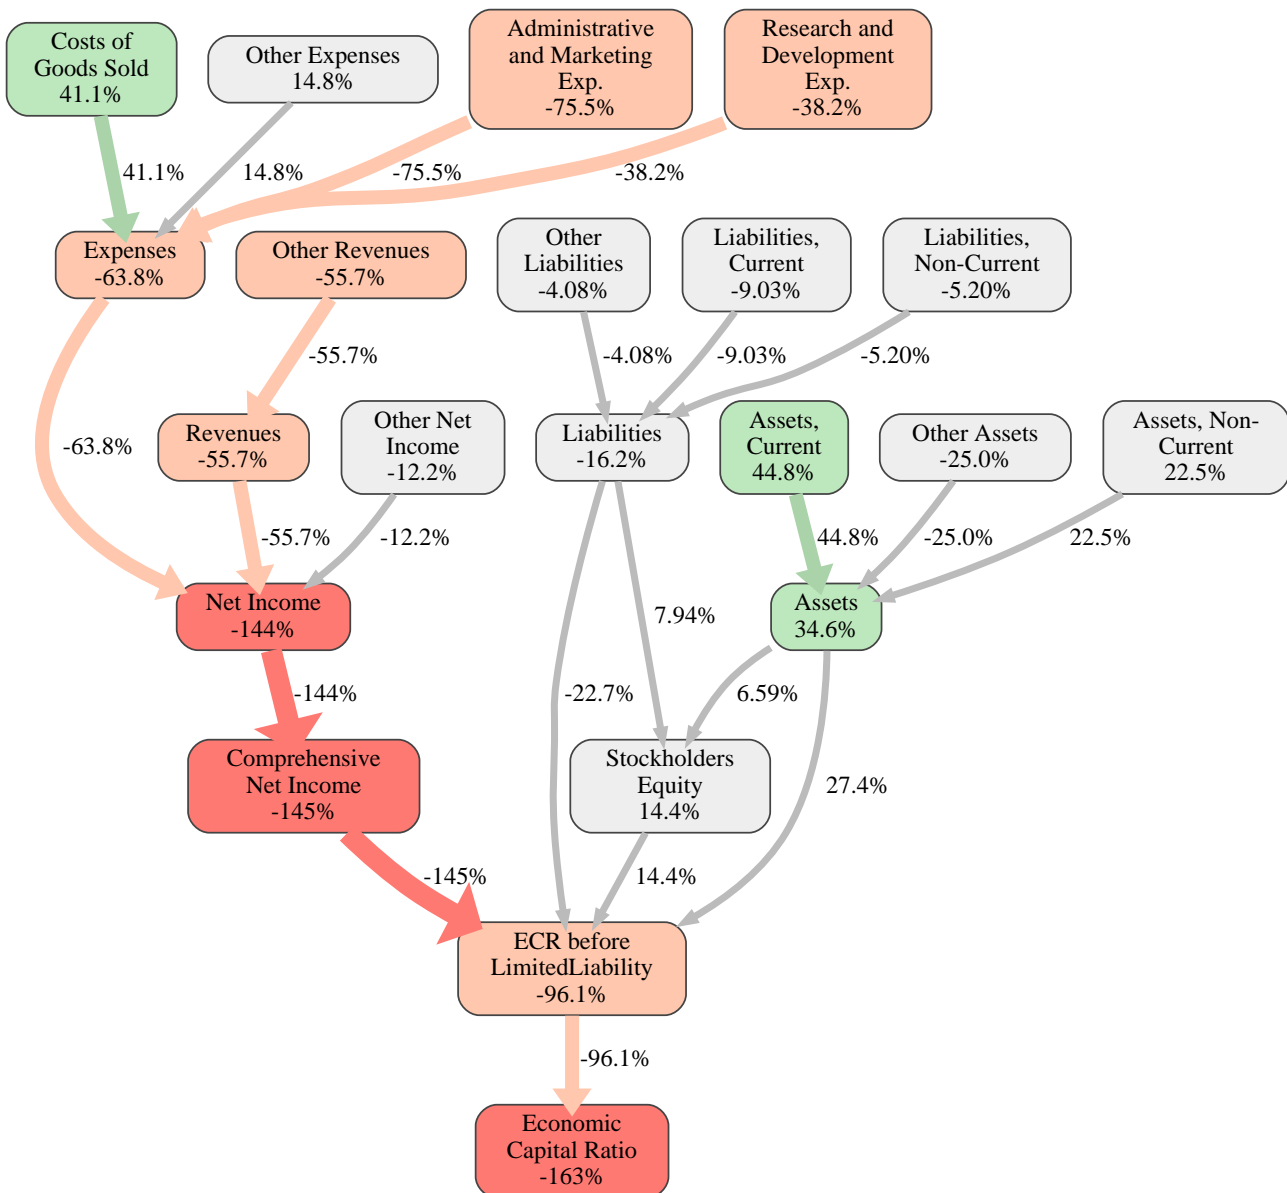 Costs of
Goods Sold
41.1%
Other Expenses
14.8%
Administrative
and Marketing
Exp.
-75.5%
Research and
Development
Exp.
-38.2%
41.1%
14.8%
-75.5%
-38.2%
Expenses
-63.8%
Other Revenues
-55.7%
Other
Liabilities
-4.08%
Liabilities,
Current
-9.03%
Liabilities,
Non-Current
-5.20%
-55.7%
-4.08%
-9.03%
-5.20%
-63.8%
Revenues
-55.7%
Other Net
Income
-12.2%
Liabilities
-16.2%
Assets,
Current
44.8%
Other Assets
-25.0%
Assets, Non-
Current
22.5%
-55.7%
-12.2%
44.8%
-25.0%
22.5%
Net Income
-144%
7.94%
Assets
34.6%
-144%
-22.7%
6.59%
Comprehensive
Net Income
-145%
Stockholders
Equity
14.4%
27.4%
-145%
14.4%
ECR before
LimitedLiability
-96.1%
-96.1%
Economic
Capital Ratio
-163%